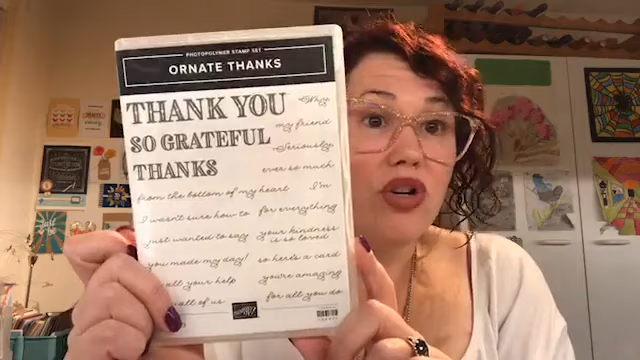 PHOTOPOLYMER STAMP SET
ORNATE THANKS
THANK YOU
SO GRATEFUL
THANKS
my friend
Seriously
ever so much
from the bottom of my heart I'm
I wasn't sure how to for everything
just wanted to say your kindness
is so loved
you made my day! so here's a card
all your help you're amazing
all of us for all you do